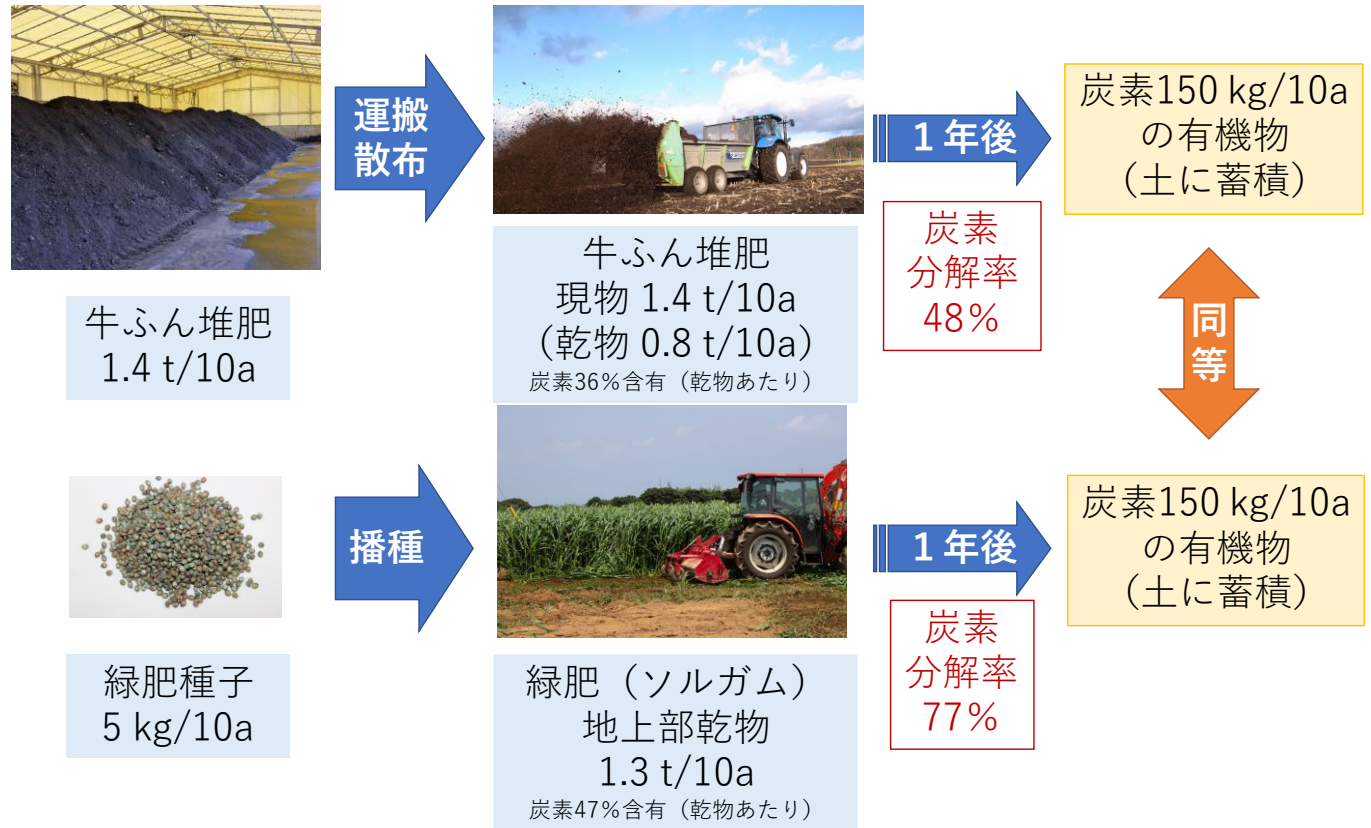 牛ふん堆肥
1.4 t/10a
運搬
散布
牛ふん堆肥
現物 1.4 t/10a
（乾物 0.8 t/10a）
炭素36%含有（乾物あたり）
１年後
炭素
分解率
48%
炭素150 kg/10a
の有機物
（土に蓄積）
同
等
緑肥種子
5 kg/10a
播種
緑肥（ソルガム）
地上部乾物
1.3 t/10a
炭素47%含有（乾物あたり）
１年後
炭素
分解率
77%
炭素150 kg/10a
の有機物
（土に蓄積）